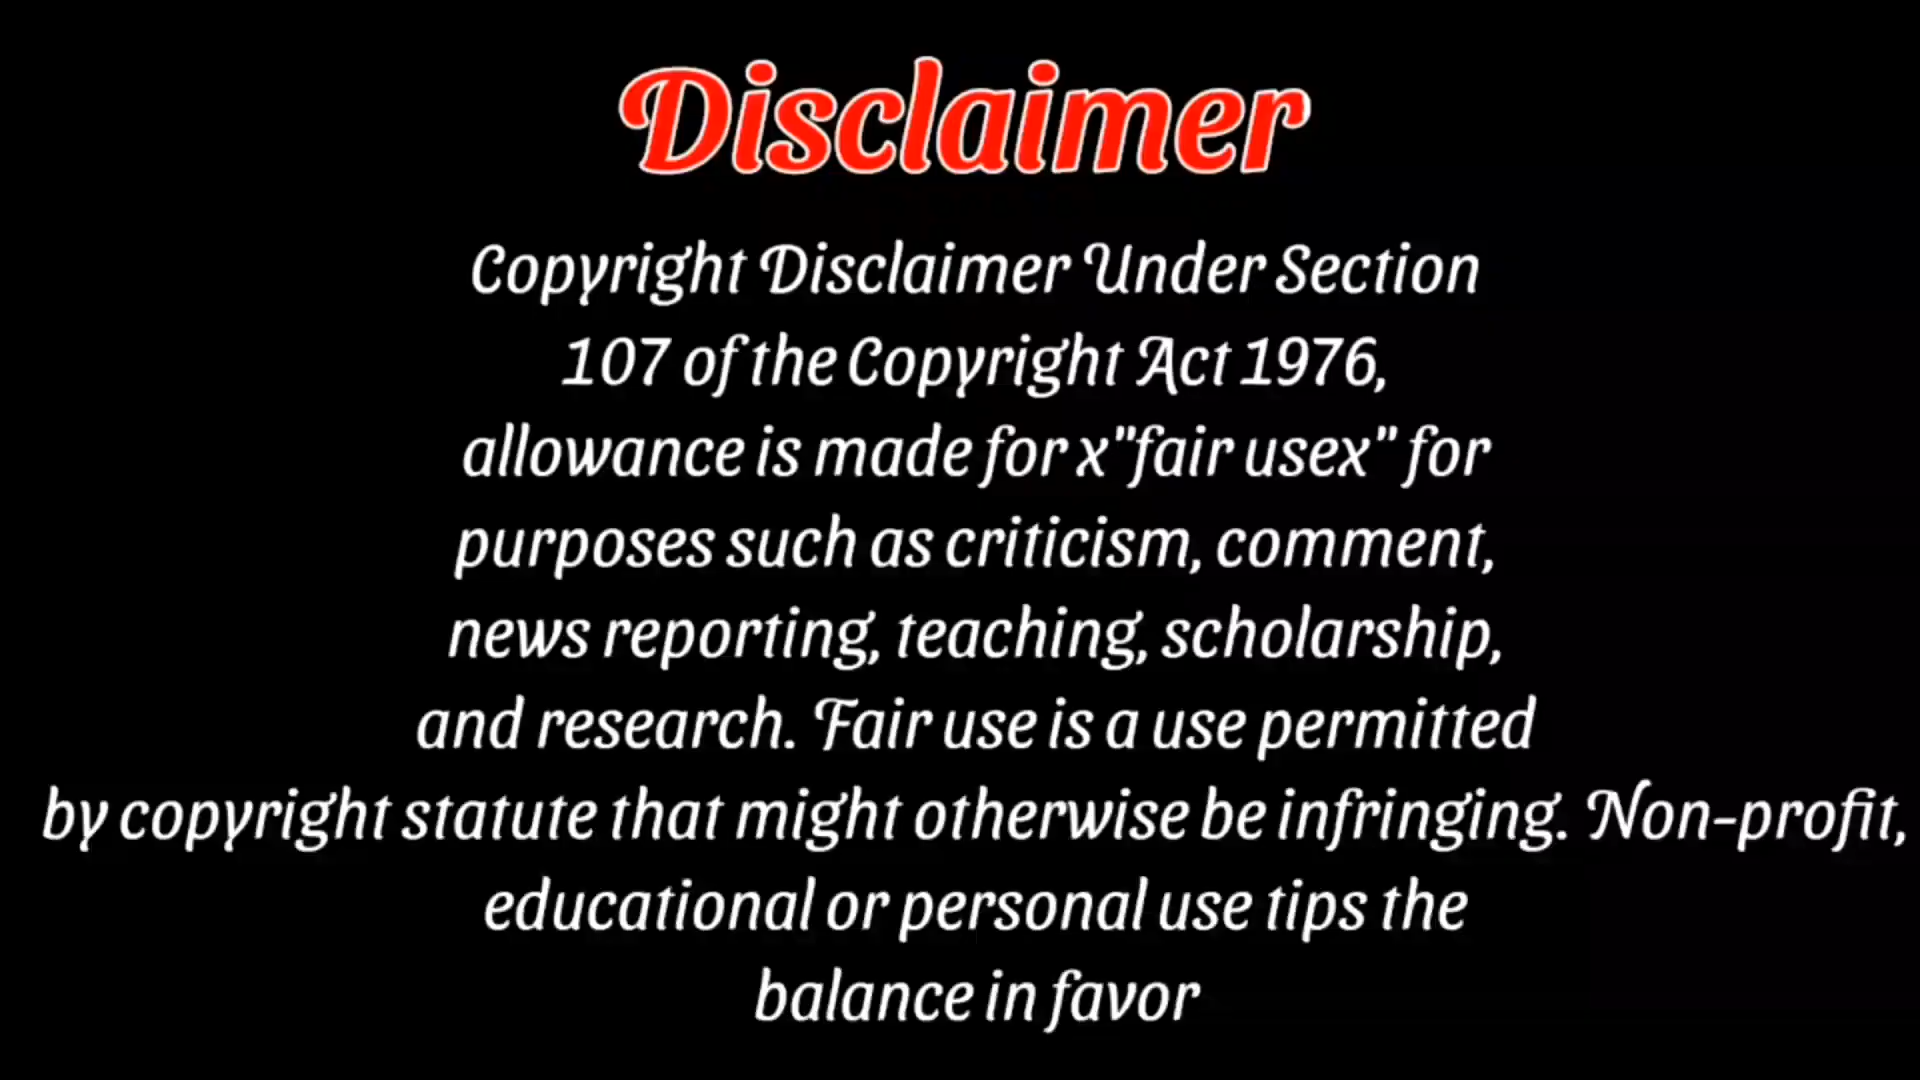 Disclaimer
Copyright Disclaimer Under Section
107 of the Copyright Act 1976,
allowance is made for x"fair usex" for
purposes such as criticism, comment,
news reporting, teaching, scholarship,
and research. Fair use is a use permitted
by copyright statute that might otherwise be infringing. Non-profit,
educational or personal use tips the
balance in favor